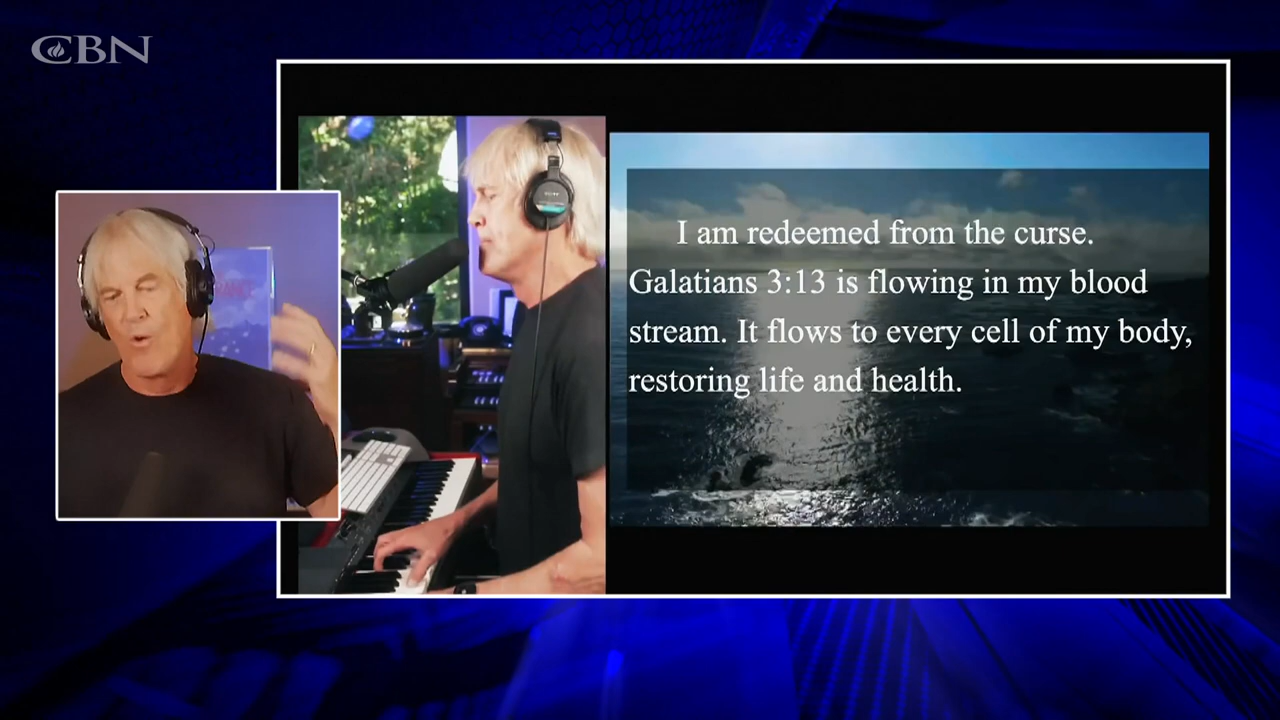 CBN
I am redeemed from the curse.
Galatians 3:13 is flowing in my blood
stream. It flows to every cell of my body,
restoring life and health.